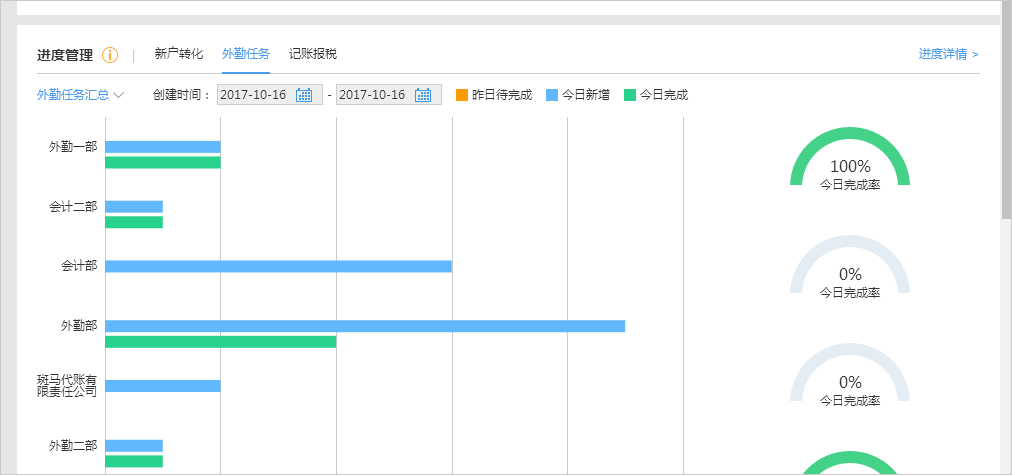 进度管理 | 新户转化 外勤任务 记账报税 进度详情 >
外勤任务汇总 创建时间： 2017-10-16 - 2017-10-16 昨日待完成 今日新增 今日完成
外勤一部
会计二部
会计部
外勤部
斑马代账有
限责任公司
外勤二部
100%
今日完成率
0%
今日完成率
0%
今日完成率